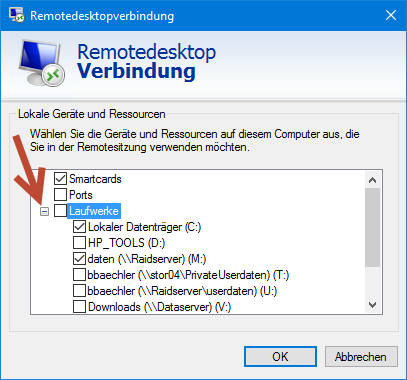 Remotedesktopverbindung
Remotedesktop
Verbindung
Lokale Geräte und Ressourcen
Wählen Sie die Geräte und Ressourcen auf diesem Computer aus, die
Sie in der Remotesitzung verwenden möchten.
Smartcards
Ports
Laufwerke
Lokaler Datenträger (C:)
HP_TOOLS (D:)
daten (\\Raidserver) (M:)
bbaechler (\\stor04\PrivateUserdaten) (T:)
bbaechler (\\Raidserver\userdaten) (U:)
Downloads (\\Dataserver) (V:)
OK
Abbrechen